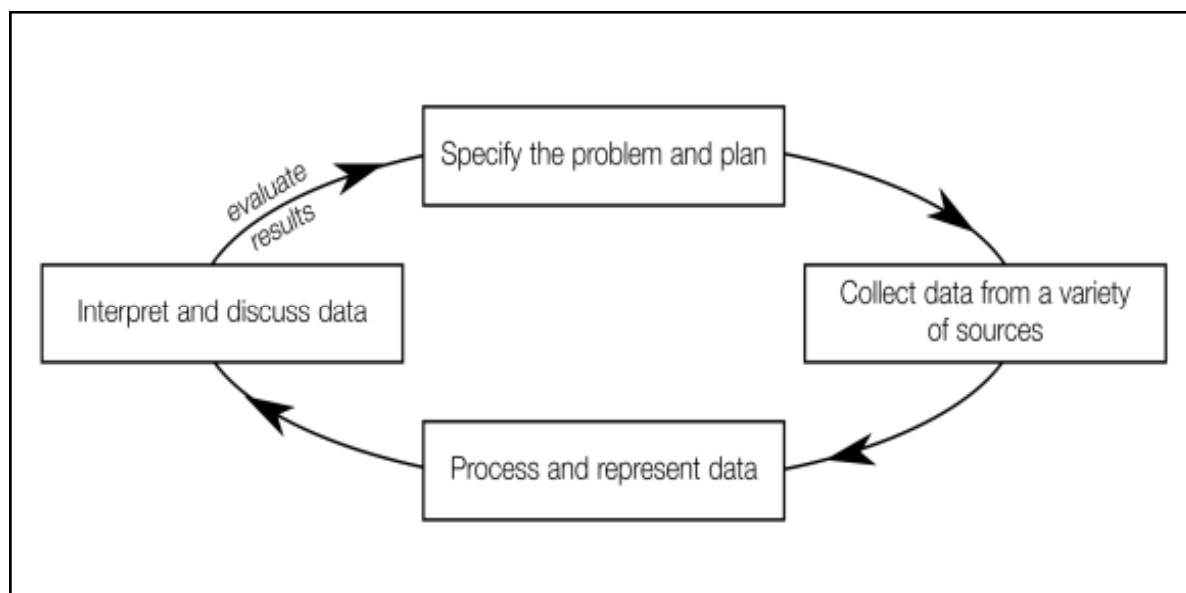 Specify the problem and plan
evaluate
results
Interpret and discuss data
Collect data from a variety
of sources
Process and represent data